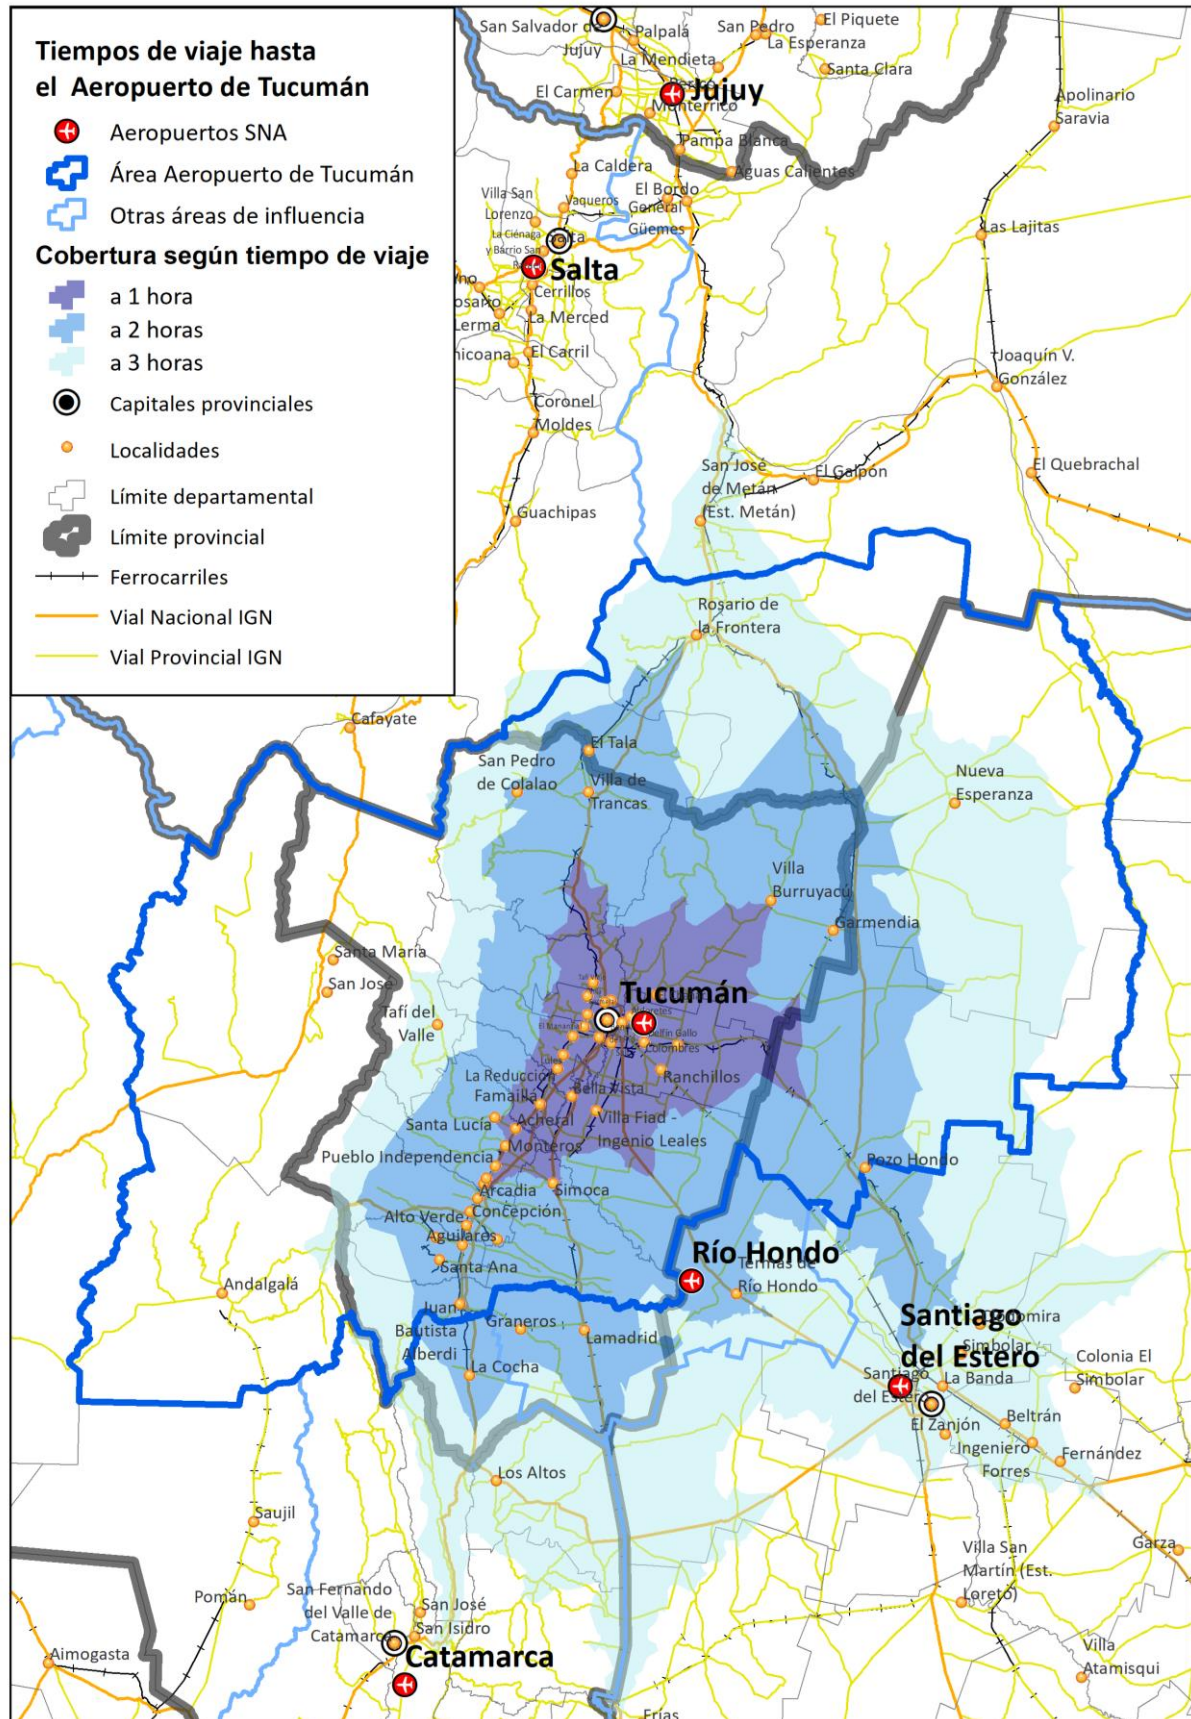 Tiempos de viaje hasta
el Aeropuerto de Tucumán
Aeropuertos SNA
Área Aeropuerto de Tucumán
Otras áreas de influencia
Cobertura según tiempo de viaje
a 1 hora
a 2 horas
a 3 horas
Capitales provinciales
Localidades
Límite departamental
Límite provincial
Ferrocarriles
Vial Nacional IGN
Vial Provincial IGN
San Salvador de
Jujuy
Palpalá
San Pedro
El Piquete
La Esperanza
La Mendieta
Santa Clara
Perico
Jujuy
El Carmen
Monterrico
Apolinario
Saravia
Pampa Blanca
La Caldera
Aguas Calientes
Villa San
Lorenzo
Vaqueros
El Bordo
General
Güemes
La Ciénaga
y Bárrio San
Salta
Las Lajitas
Salta
Cerrillos
La Merced
Lerma
El Carril
Joaquín V.
González
Coronel
Moldes
San José
de Metán
(Est. Metán)
El Galpón
El Quebrachal
Guachipas
Rosario de
la Frontera
Cafayate
El Tala
San Pedro
de Colalao
Villa de
Trancas
Nueva
Esperanza
Villa
Burruyacú
Garmendia
Santa María
San José
Tafí del
Valle
Tucumán
Delfín Gallo
Colombres
Ranchillos
La Reducción
Famaillá
Bella Vista
Santa Lucía
Acheral
Villa Fiad -
Ingenio Leales
Monteros
Pueblo Independencia
Pozo Hondo
Arcadia
Simoca
Alto Verde
Concepción
Aguilares
Santa Ana
Río Hondo
Termas de
Río Hondo
Andalgalá
Juan
Bautista
Alberdi
Graneros
Lamadrid
La Cocha
Santiago
del Estero
Simbolar
Colonia El
Simbolar
Santiago
del Estero
La Banda
El Zanjón
Beltrán
Ingeniero
Forres
Fernández
Los Altos
Saujil
Garza
Villa San
Martín (Est.
Loreto)
Pomán
San Fernando
del Valle de
Catamarca
San José
San Isidro
Catamarca
Aimogasta
Villa
Atamisqui
Frías